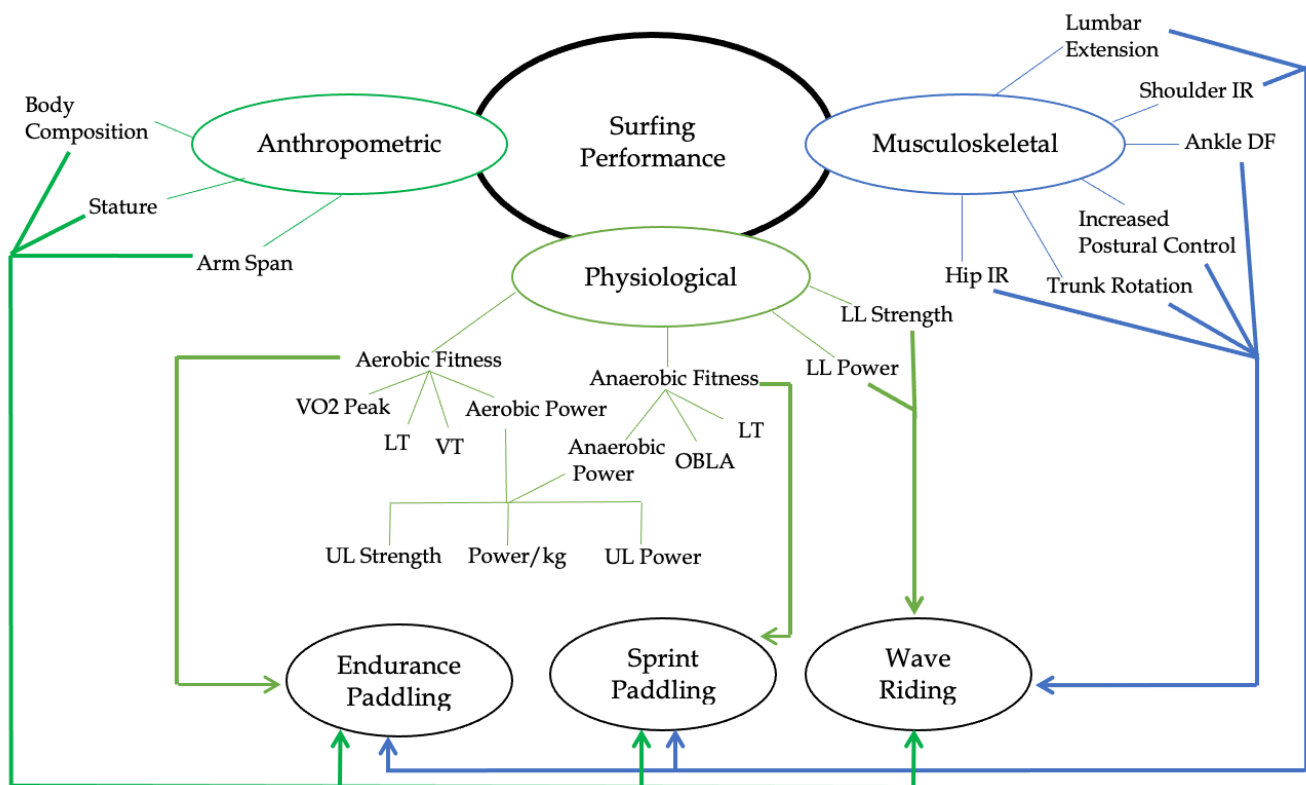 Surfing
Performance
Anthropometric
Body
Composition
Stature
Arm Span
Musculoskeletal
Lumbar
Extension
Shoulder IR
Ankle DF
Increased
Postural Control
Trunk Rotation
Hip IR
Physiological
LL Strength
LL Power
Aerobic Fitness
VO2 Peak
LT
VT
Aerobic Power
Anaerobic Fitness
Anaerobic
Power
OBLA
LT
UL Strength
Power/kg
UL Power
Endurance
Paddling
Sprint
Paddling
Wave
Riding